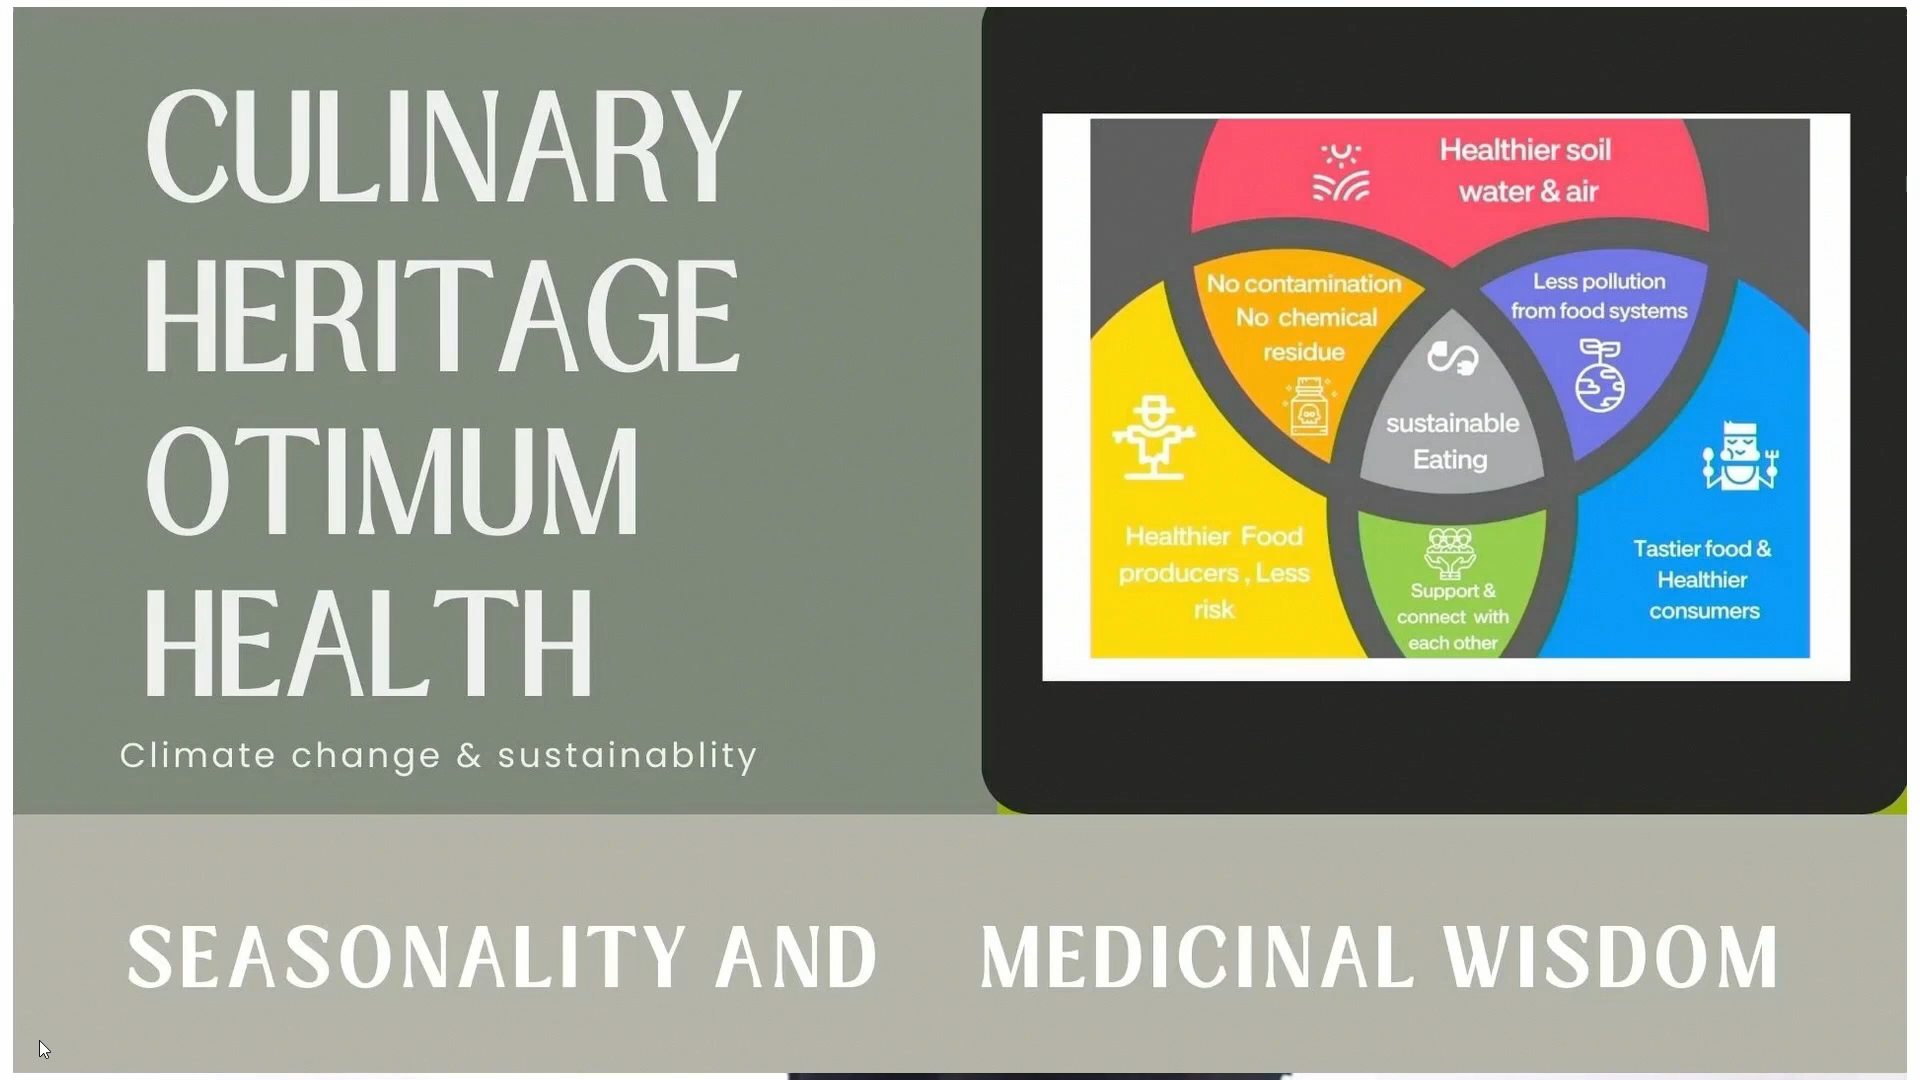 CULINARY
HERITAGE
OTIMUM
HEALTH
Climate change & sustainablity
Healthier soil
water & air
No contamination
No chemical
residue
Less pollution
from food systems
sustainable
Eating
Healthier Food
producers , Less
risk
Support &
connect with
each other
Tastier food &
Healthier
consumers
SEASONALITY AND MEDICINAL WISDOM